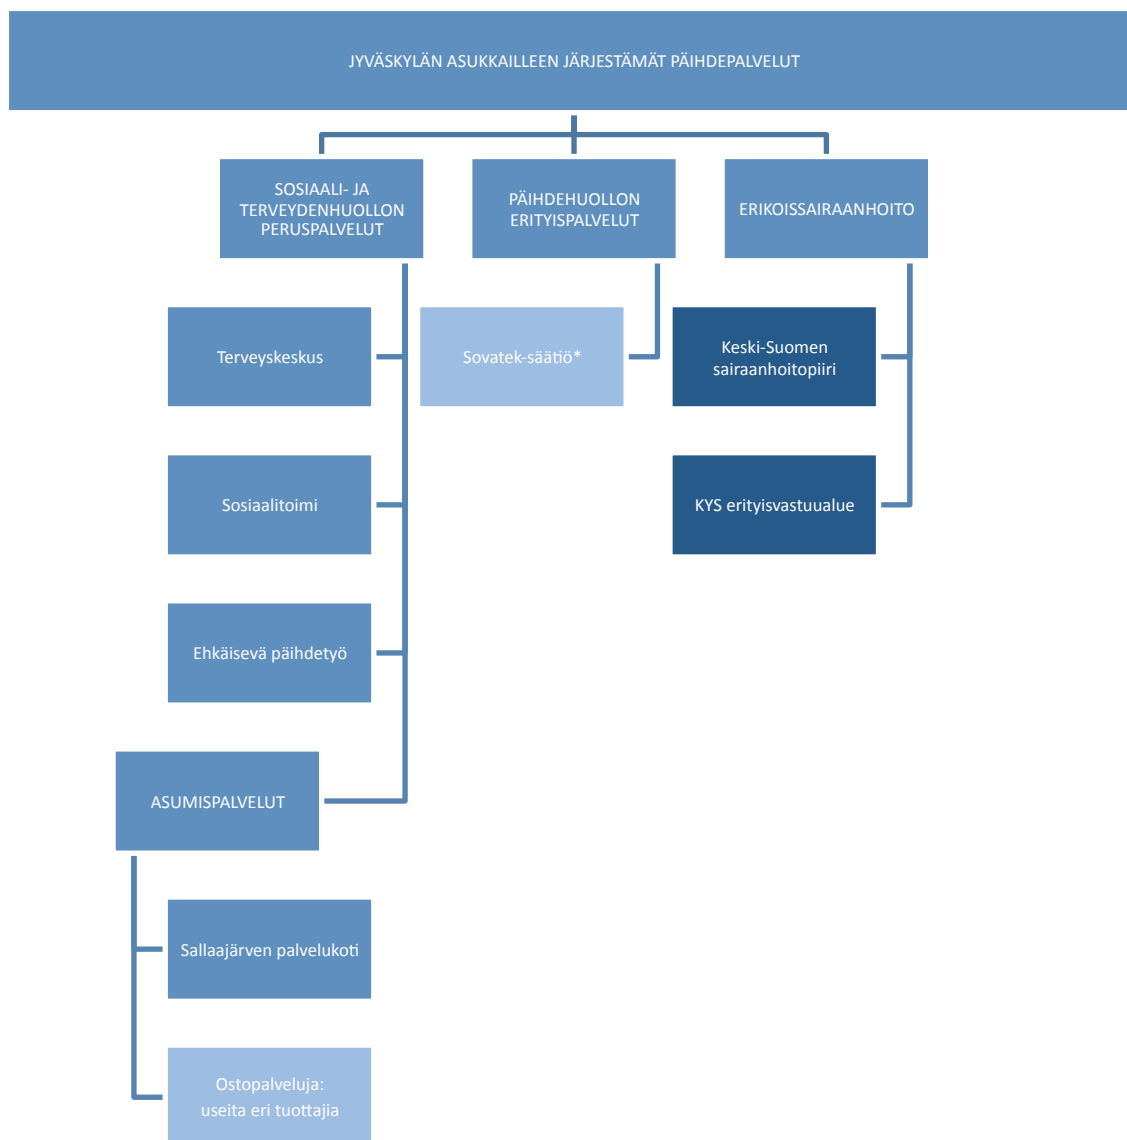 JYVÄSKYLÄN ASUKKAILLEEN JÄRJESTÄMÄT PÄIHDEPALVELUT
SOSIAALI- JA
TERVEYDENHUOLLON
PERUSPALVELUT
PÄIHDEHUOLLON
ERITYISPALVELUT
ERIKOISSAIRAANHOITO
Terveyskeskus
Sovatek-säätiö*
Keski-Suomen
sairaanhoitopiiri
Sosiaalitoimi
KYS erityisvastuualue
Ehkäisevä päihdetyö
ASUMISPALVELUT
Sallaajärven palvelukoti
Ostopalveluja:
useita eri tuottajia